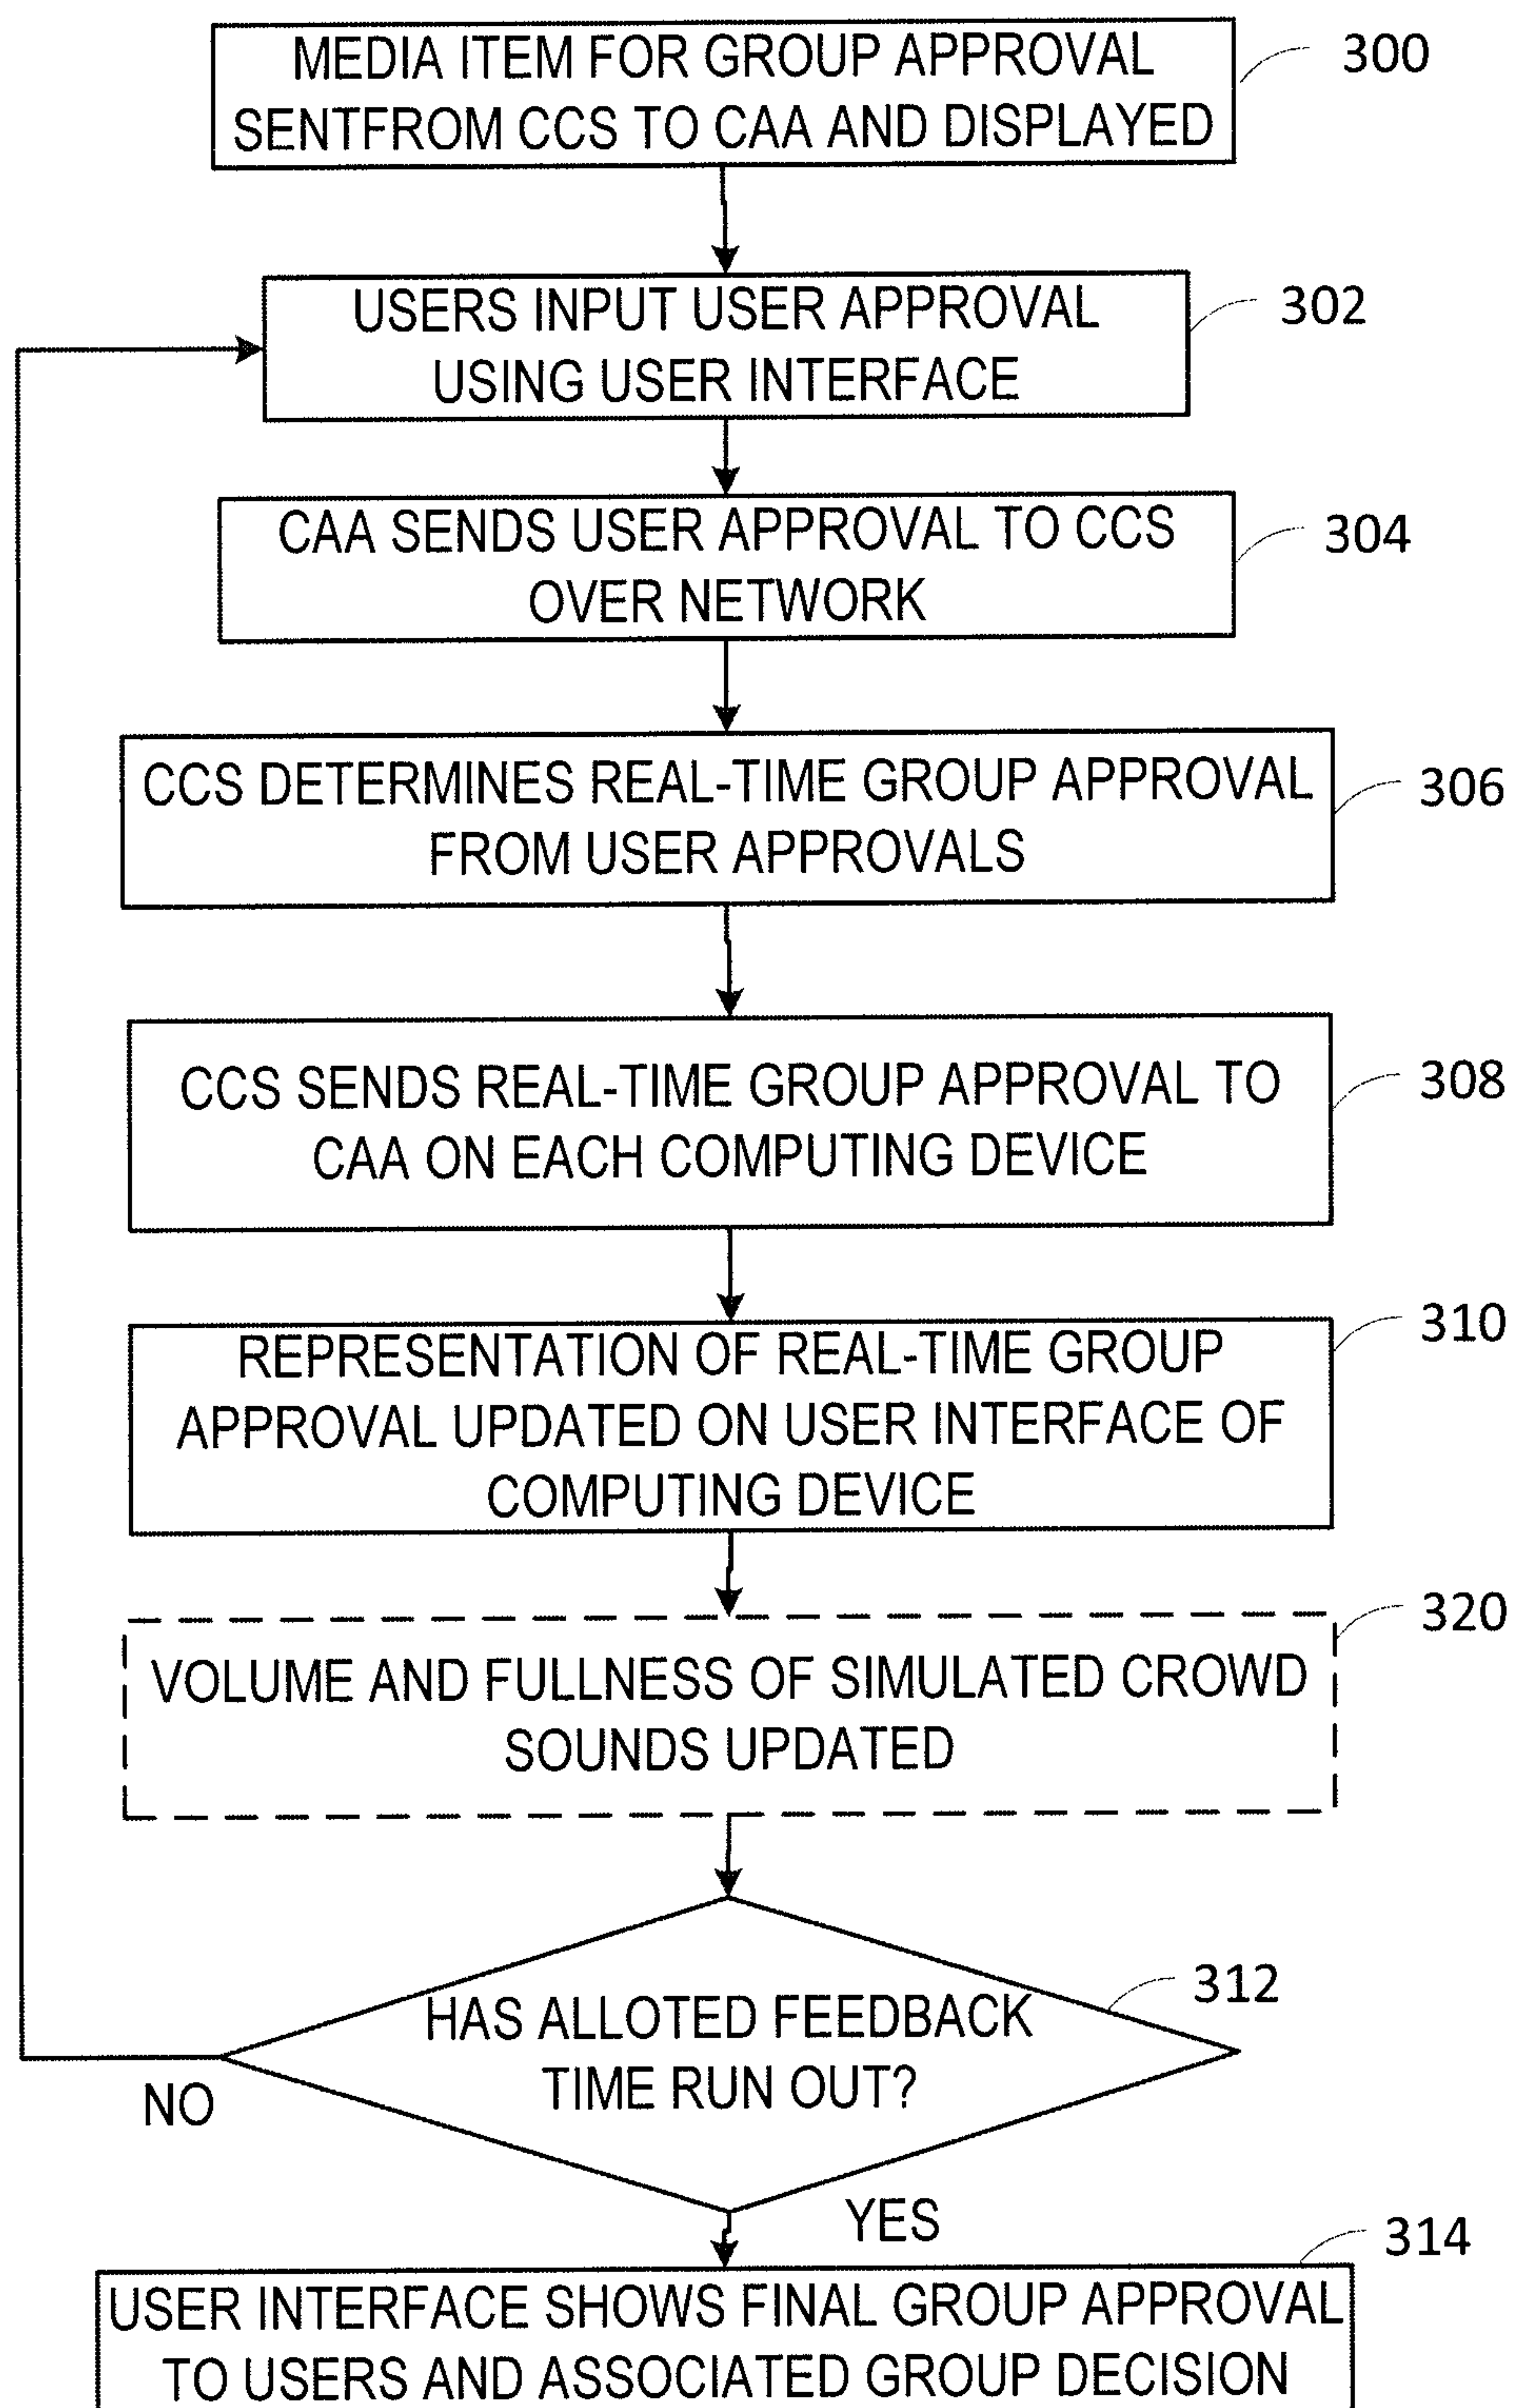 MEDIA ITEM FOR GROUP APPROVAL
SENTFROM CCS TO CAA AND DISPLAYED
300
USERS INPUT USER APPROVAL
USING USER INTERFACE
302
CAA SENDS USER APPROVAL TO CCS
OVER NETWORK
304
CCS DETERMINES REAL-TIME GROUP APPROVAL
FROM USER APPROVALS
306
CCS SENDS REAL-TIME GROUP APPROVAL TO
CAA ON EACH COMPUTING DEVICE
308
REPRESENTATION OF REAL-TIME GROUP
APPROVAL UPDATED ON USER INTERFACE OF
COMPUTING DEVICE
310
VOLUME AND FULLNESS OF SIMULATED CROWD
SOUNDS UPDATED
320
HAS ALLOTED FEEDBACK
TIME RUN OUT?
312
NO
YES
USER INTERFACE SHOWS FINAL GROUP APPROVAL
TO USERS AND ASSOCIATED GROUP DECISION
314